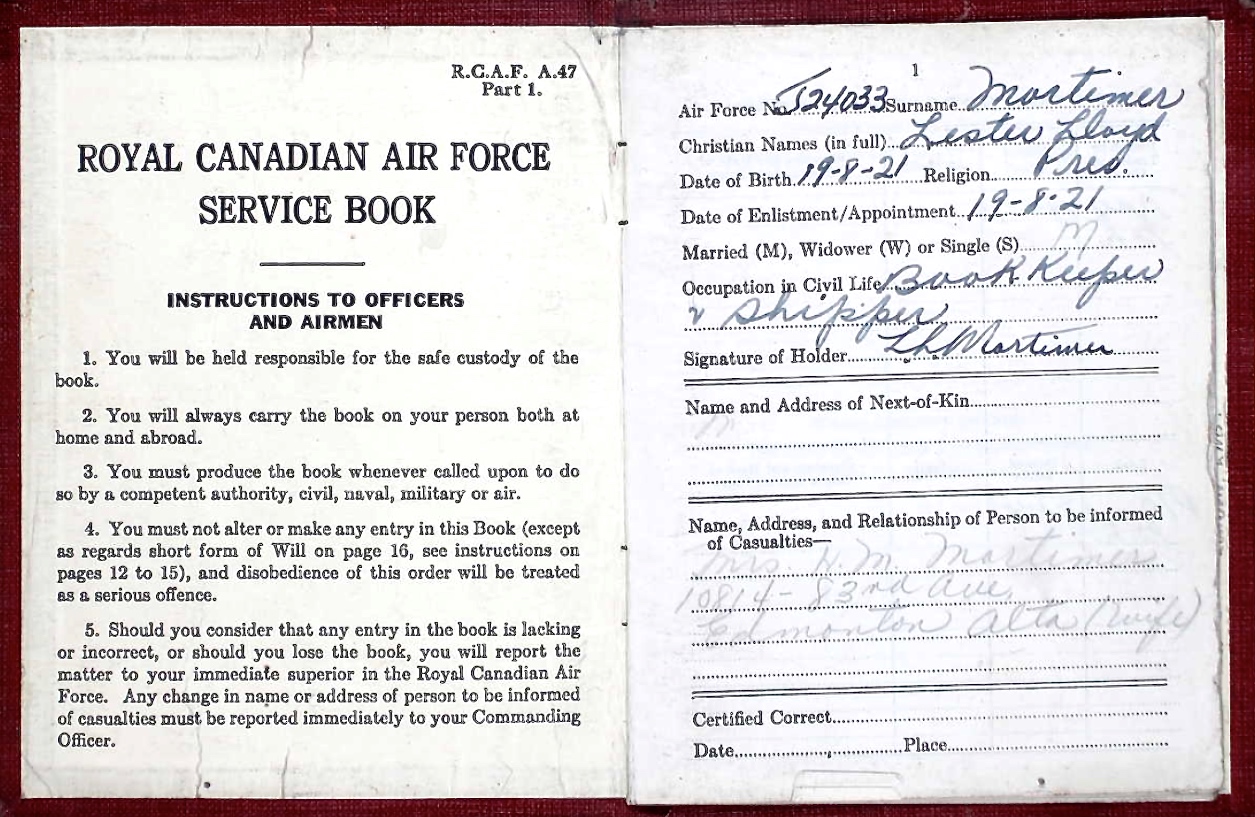 R.C.A.F. A.47
Part 1.
ROYAL CANADIAN AIR FORCE
SERVICE BOOK
INSTRUCTIONS TO OFFICERS
AND AIRMEN
1. You will be held responsible for the safe custody of the
book.
2. You will always carry the book on your person both at
home and abroad.
3. You must produce the book whenever called upon to do
so by a competent authority, civil, naval, military or air.
4. You must not alter or make any entry in this Book (except
as regards short form of Will on page 16, see instructions on
pages 12 to 15), and disobedience of this order will be treated
as a serious offence.
5. Should you consider that any entry in the book is lacking
or incorrect, or should you lose the book, you will report the
matter to your immediate superior in the Royal Canadian Air
Force. Any change in name or address of person to be informed
of casualties must be reported immediately to your Commanding
Officer.
1
Air Force No. J24033 Surname Mortimer
Christian Names (in full) Lester Lloyd
Date of Birth 19-8-21 Religion Pres.
Date of Enlistment/Appointment 19-8-21
Married (M), Widower (W) or Single (S) M
Occupation in Civil Life Book Keeper
& Shipper
Signature of Holder LLMortimer
Name and Address of Next-of-Kin
Name, Address, and Relationship of Person to be informed
of Casualties—
Mrs. H. M. Mortimer
10814 - 83rd Ave.
Edmonton Alta (wife)
Certified Correct
Date Place